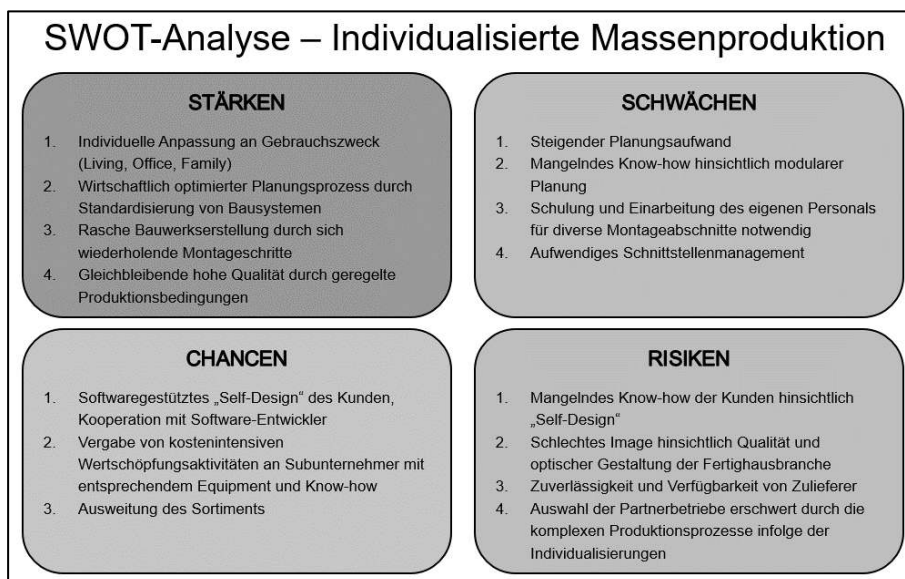 SWOT-Analyse – Individualisierte Massenproduktion
STÄRKEN
1. Individuelle Anpassung an Gebrauchszweck
(Living, Office, Family)
2. Wirtschaftlich optimierter Planungsprozess durch
Standardisierung von Bausystemen
3. Rasche Bauwerkserstellung durch sich
wiederholende Montageschritte
4. Gleichbleibende hohe Qualität durch geregelte
Produktionsbedingungen
SCHWÄCHEN
1. Steigender Planungsaufwand
2. Mangelndes Know-how hinsichtlich modularer
Planung
3. Schulung und Einarbeitung des eigenen Personals
für diverse Montageabschnitte notwendig
4. Aufwendiges Schnittstellenmanagement
CHANCEN
1. Softwaregestütztes „Self-Design“ des Kunden,
Kooperation mit Software-Entwickler
2. Vergabe von kostenintensiven
Wertschöpfungsaktivitäten an Subunternehmer mit
entsprechendem Equipment und Know-how
3. Ausweitung des Sortiments
RISIKEN
1. Mangelndes Know-how der Kunden hinsichtlich
„Self-Design“
2. Schlechtes Image hinsichtlich Qualität und
optischer Gestaltung der Fertighausbranche
3. Zuverlässigkeit und Verfügbarkeit von Zulieferer
4. Auswahl der Partnerbetriebe erschwert durch die
komplexen Produktionsprozesse infolge der
Individualisierungen